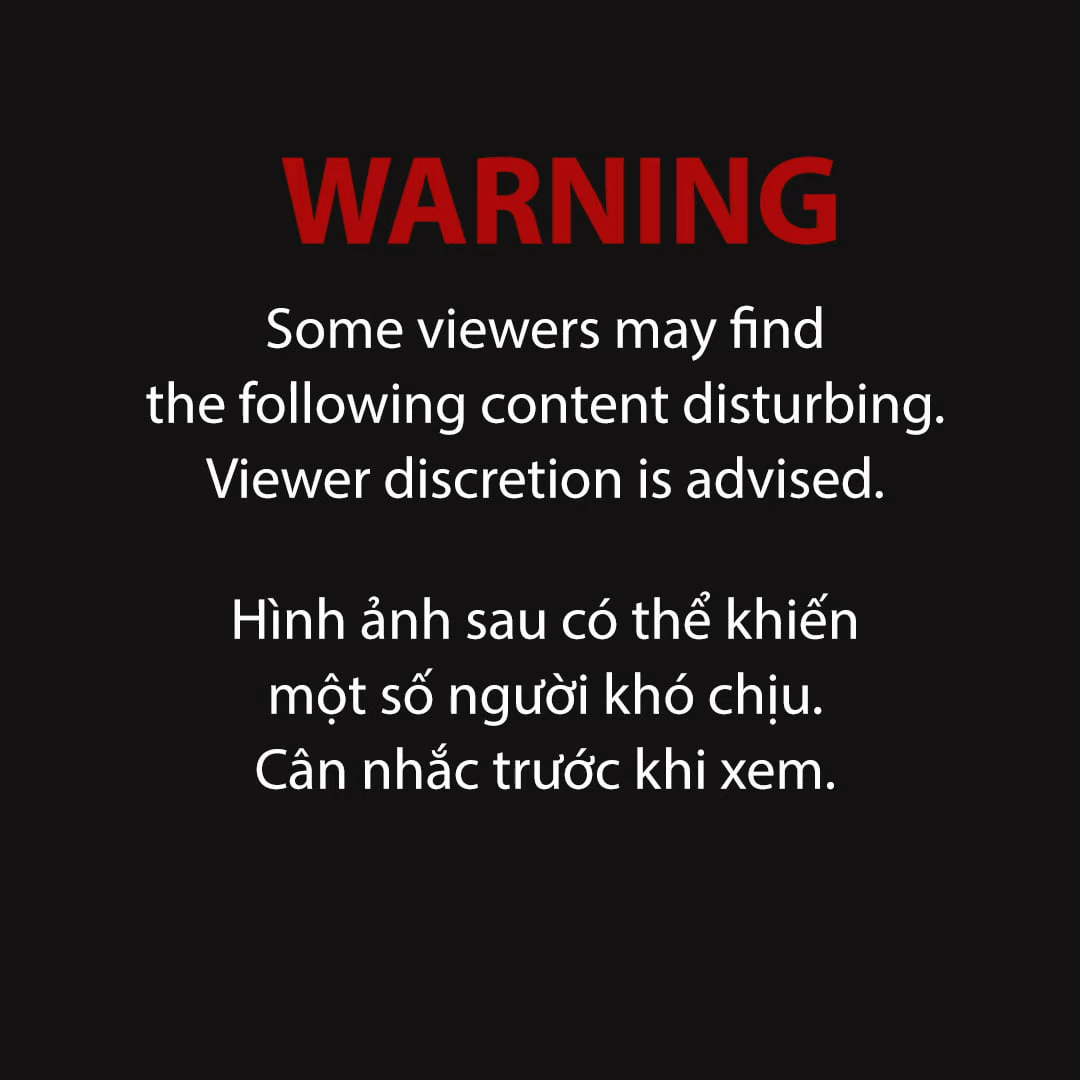 WARNING
Some viewers may find
the following content disturbing.
Viewer discretion is advised.
Hình ảnh sau có thể khiến
một số người khó chịu.
Cân nhắc trước khi xem.